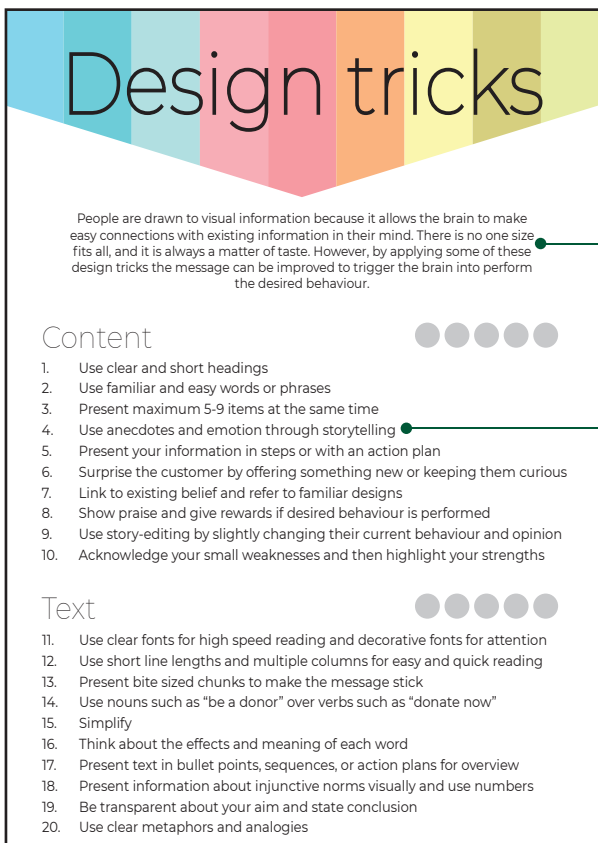 Design tricks
People are drawn to visual information because it allows the brain to make
easy connections with existing information in their mind. There is no one size
fits all, and it is always a matter of taste. However, by applying some of these
design tricks the message can be improved to trigger the brain into perform
the desired behaviour.
Content
1. Use clear and short headings
2. Use familiar and easy words or phrases
3. Present maximum 5-9 items at the same time
4. Use anecdotes and emotion through storytelling
5. Present your information in steps or with an action plan
6. Surprise the customer by offering something new or keeping them curious
7. Link to existing belief and refer to familiar designs
8. Show praise and give rewards if desired behaviour is performed
9. Use story-editing by slightly changing their current behaviour and opinion
10. Acknowledge your small weaknesses and then highlight your strengths
Text
11. Use clear fonts for high speed reading and decorative fonts for attention
12. Use short line lengths and multiple columns for easy and quick reading
13. Present bite sized chunks to make the message stick
14. Use nouns such as “be a donor” over verbs such as “donate now”
15. Simplify
16. Think about the effects and meaning of each word
17. Present text in bullet points, sequences, or action plans for overview
18. Present information about injunctive norms visually and use numbers
19. Be transparent about your aim and state conclusion
20. Use clear metaphors and analogies